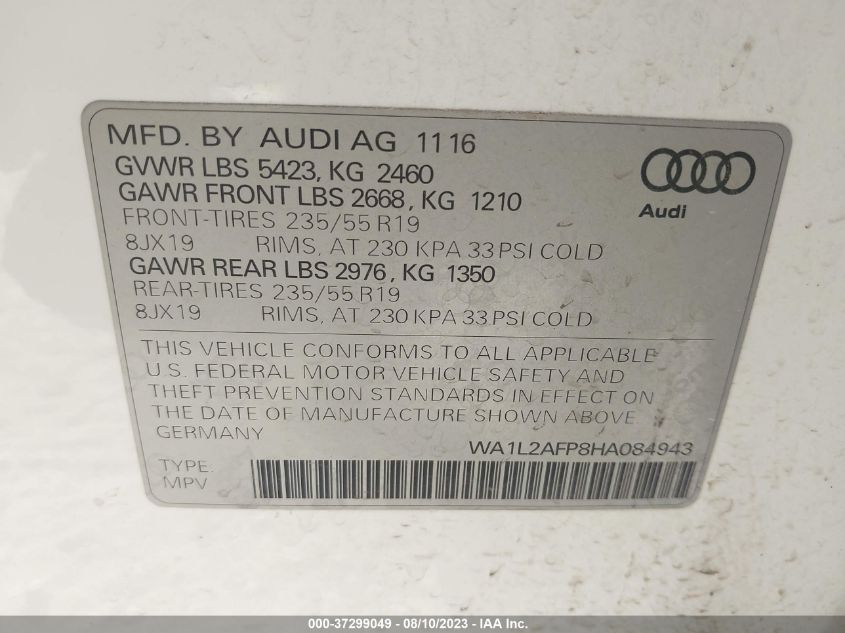 MFD. BY AUDI AG 1116
GVWR LBS 5423, KG 2460
GAWR FRONT LBS 2668, KG 1210
FRONT-TIRES 235/55 R19
8JX19 RIMS, AT 230 KPA 33 PSI COLD
GAWR REAR LBS 2976, KG 1350
REAR-TIRES 235/55 R19
8JX19 RIMS, AT 230 KPA 33 PSI COLD
Audi
THIS VEHICLE CONFORMS TO ALL APPLICABLE
U.S. FEDERAL MOTOR VEHICLE SAFETY AND
THEFT PREVENTION STANDARDS IN EFFECT ON
THE DATE OF MANUFACTURE SHOWN ABOVE
GERMANY
WA1L2AFP8HA084943
TYPE:
MPV
000-37299049 - 08/10/2023 - IAA Inc.